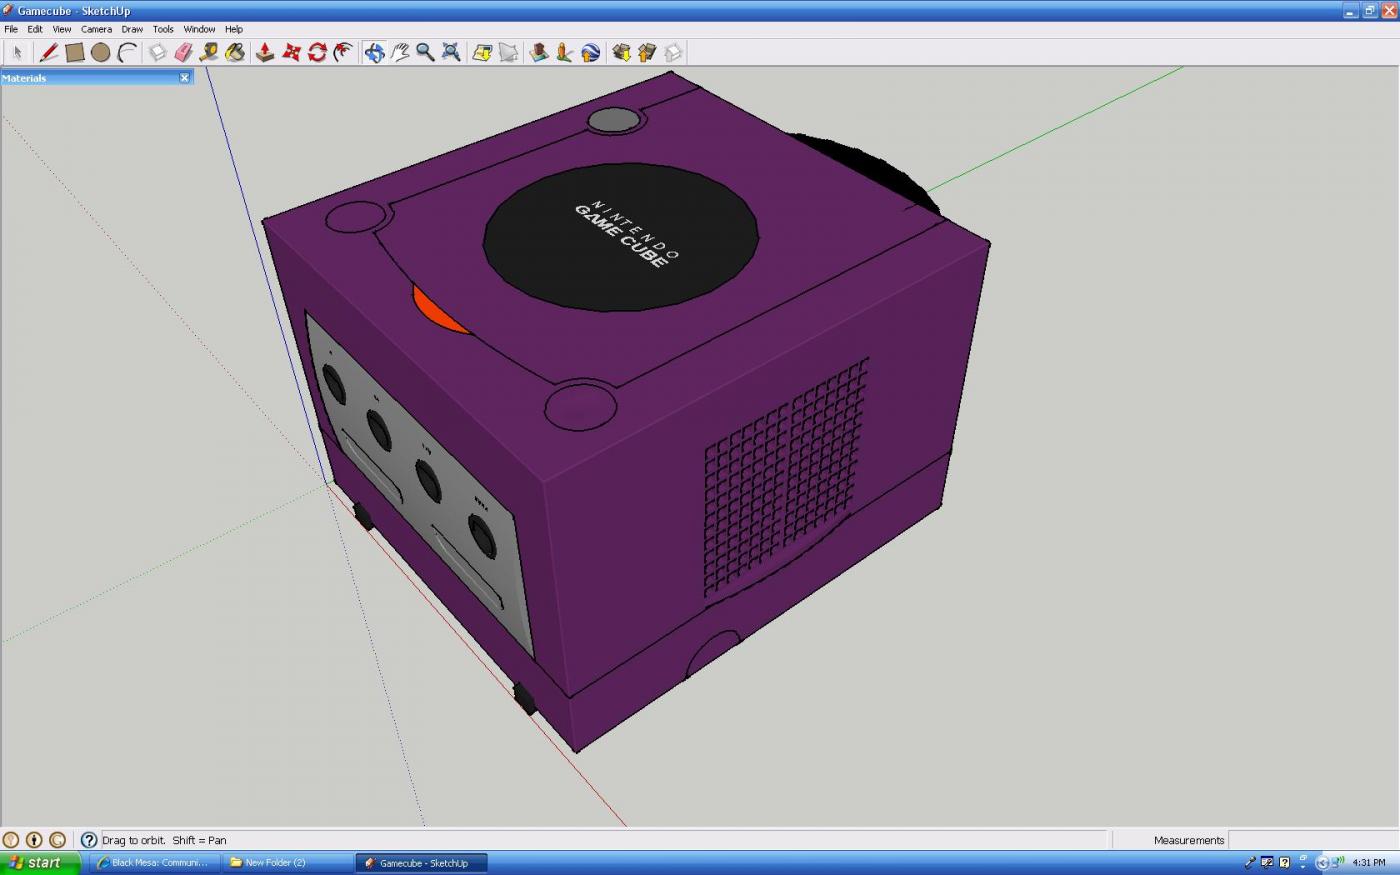 Gamecube - SketchUp
File Edit View Camera Draw Tools Window Help
Materials
NINTENDO
GAME CUBE
Drag to orbit. Shift = Pan
Measurements
start
Black Mesa: Communi...
New Folder (2)
Gamecube - SketchUp
4:31 PM